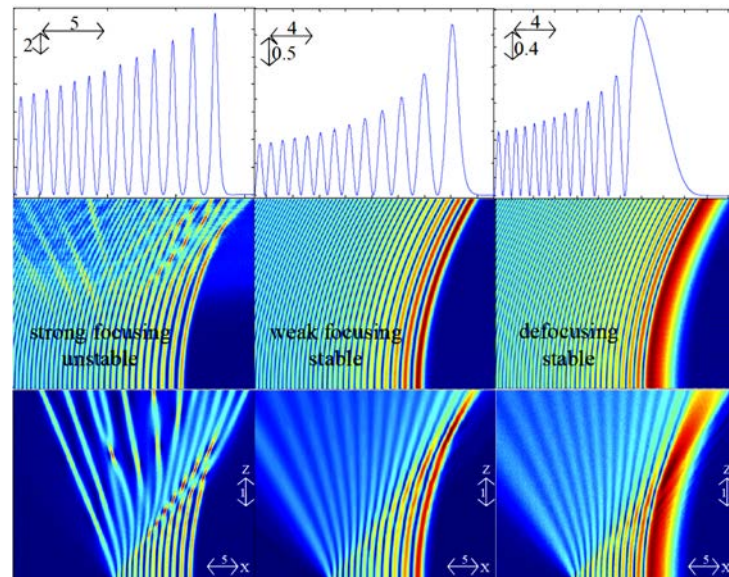 5
2
4
0.5
4
0.4
strong focusing
unstable
weak focusing
stable
defocusing
stable
z
1
5 x
z
1
5 x
z
1
5 x